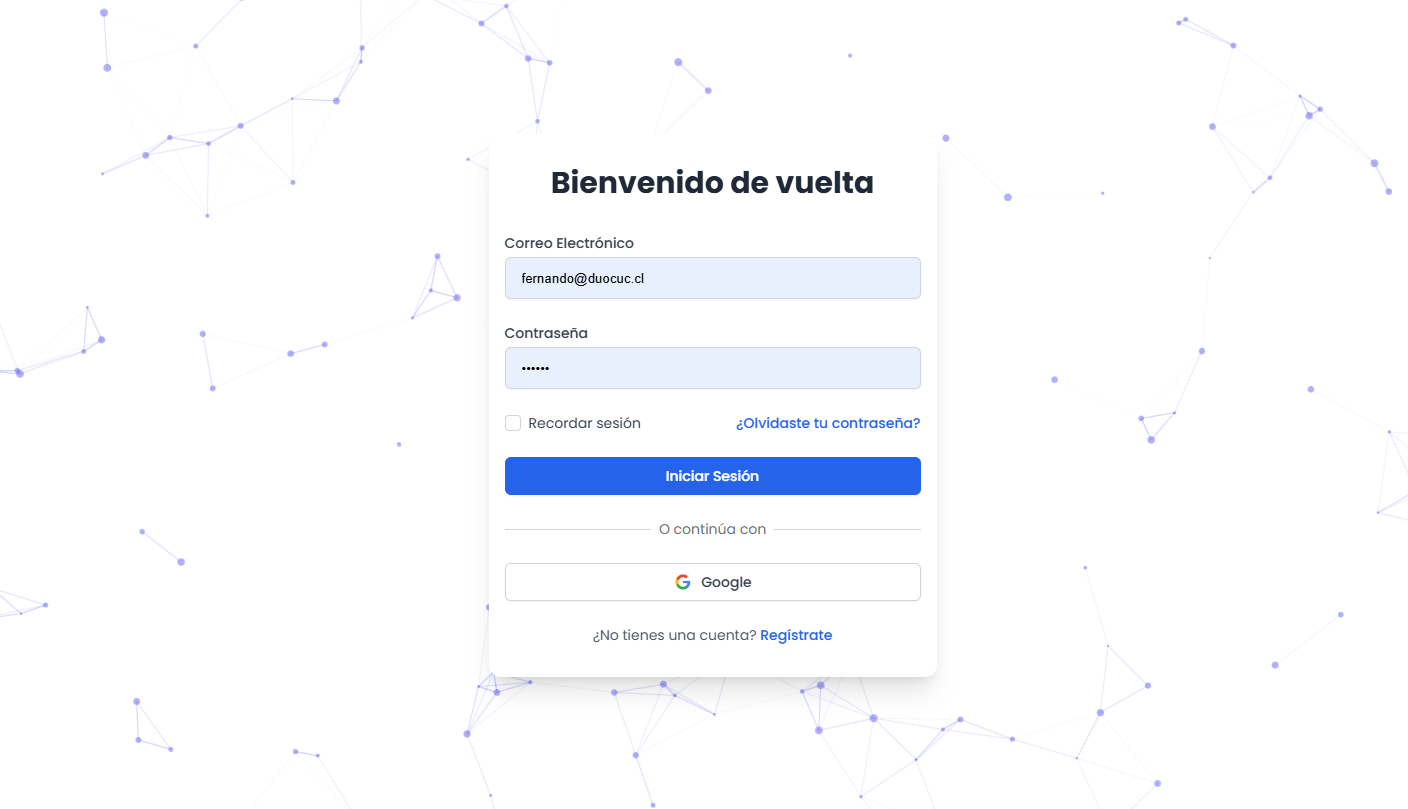 Bienvenido de vuelta
Correo Electrónico
fernando@duocuc.cl
Contraseña
••••••
Recordar sesión
¿Olvidaste tu contraseña?
Iniciar Sesión
O continúa con
Google
¿No tienes una cuenta? Regístrate